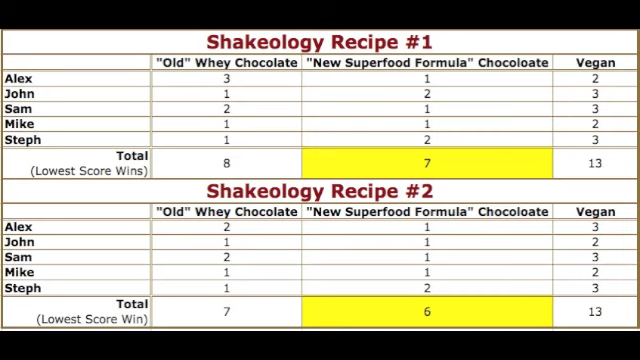 Shakeology Recipe #1
"Old" Whey Chocolate "New Superfood Formula" Chocoloate Vegan
Alex 3 1 2
John 1 2 3
Sam 2 1 3
Mike 1 1 2
Steph 1 2 3
Total
(Lowest Score Wins) 8 7 13
Shakeology Recipe #2
"Old" Whey Chocolate "New Superfood Formula" Chocoloate Vegan
Alex 2 1 3
John 1 1 2
Sam 2 1 3
Mike 1 1 2
Steph 1 2 3
Total
(Lowest Score Win) 7 6 13